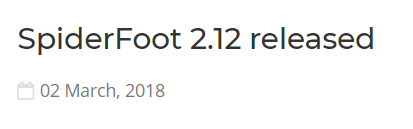 SpiderFoot 2.12 released
02 March, 2018